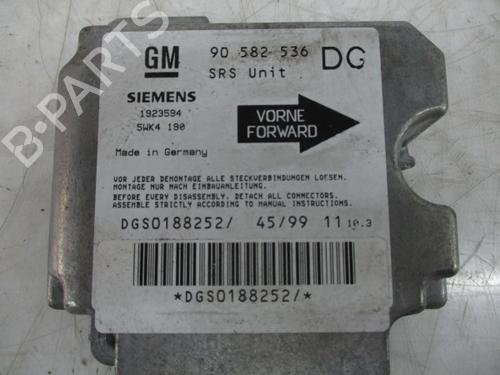 GM 90 582 536 DG
SRS Unit
SIEMENS
1923594
5WK4 190
VORNE
FORWARD
Made in Germany
VOR JEDER DEMONTAGE ALLE STECKVERBINDUNGEN LOESEN.
MONTAGE NUR NACH EINBAUANLEITUNG.
BEFORE EVERY DISASSEMBLY, DETACH ALL CONNECTORS.
ASSEMBLE STRICTLY ACCORDING TO MANUAL INSTRUCTIONS.
DGS0188252/ 45/99 11 10.3
*DGS0188252/*
B-PARTS